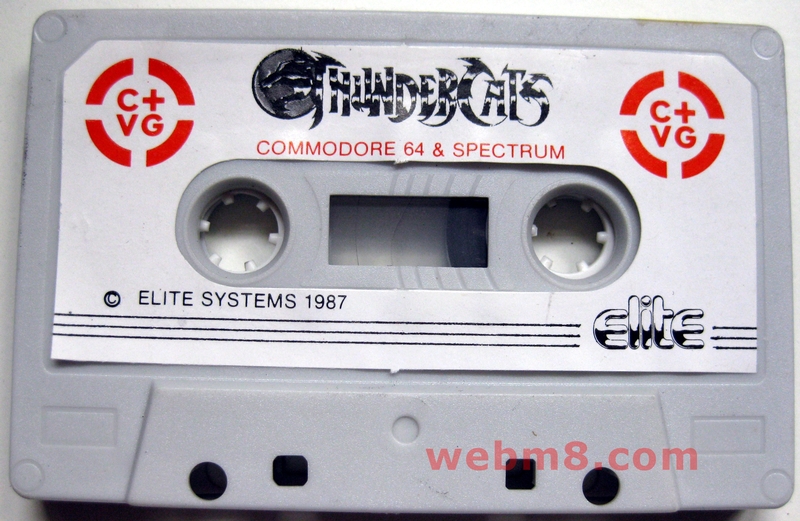 C+
VG
THUNDERCATS
C+
VG
COMMODORE 64 & SPECTRUM
© ELITE SYSTEMS 1987
elite
webm8.com